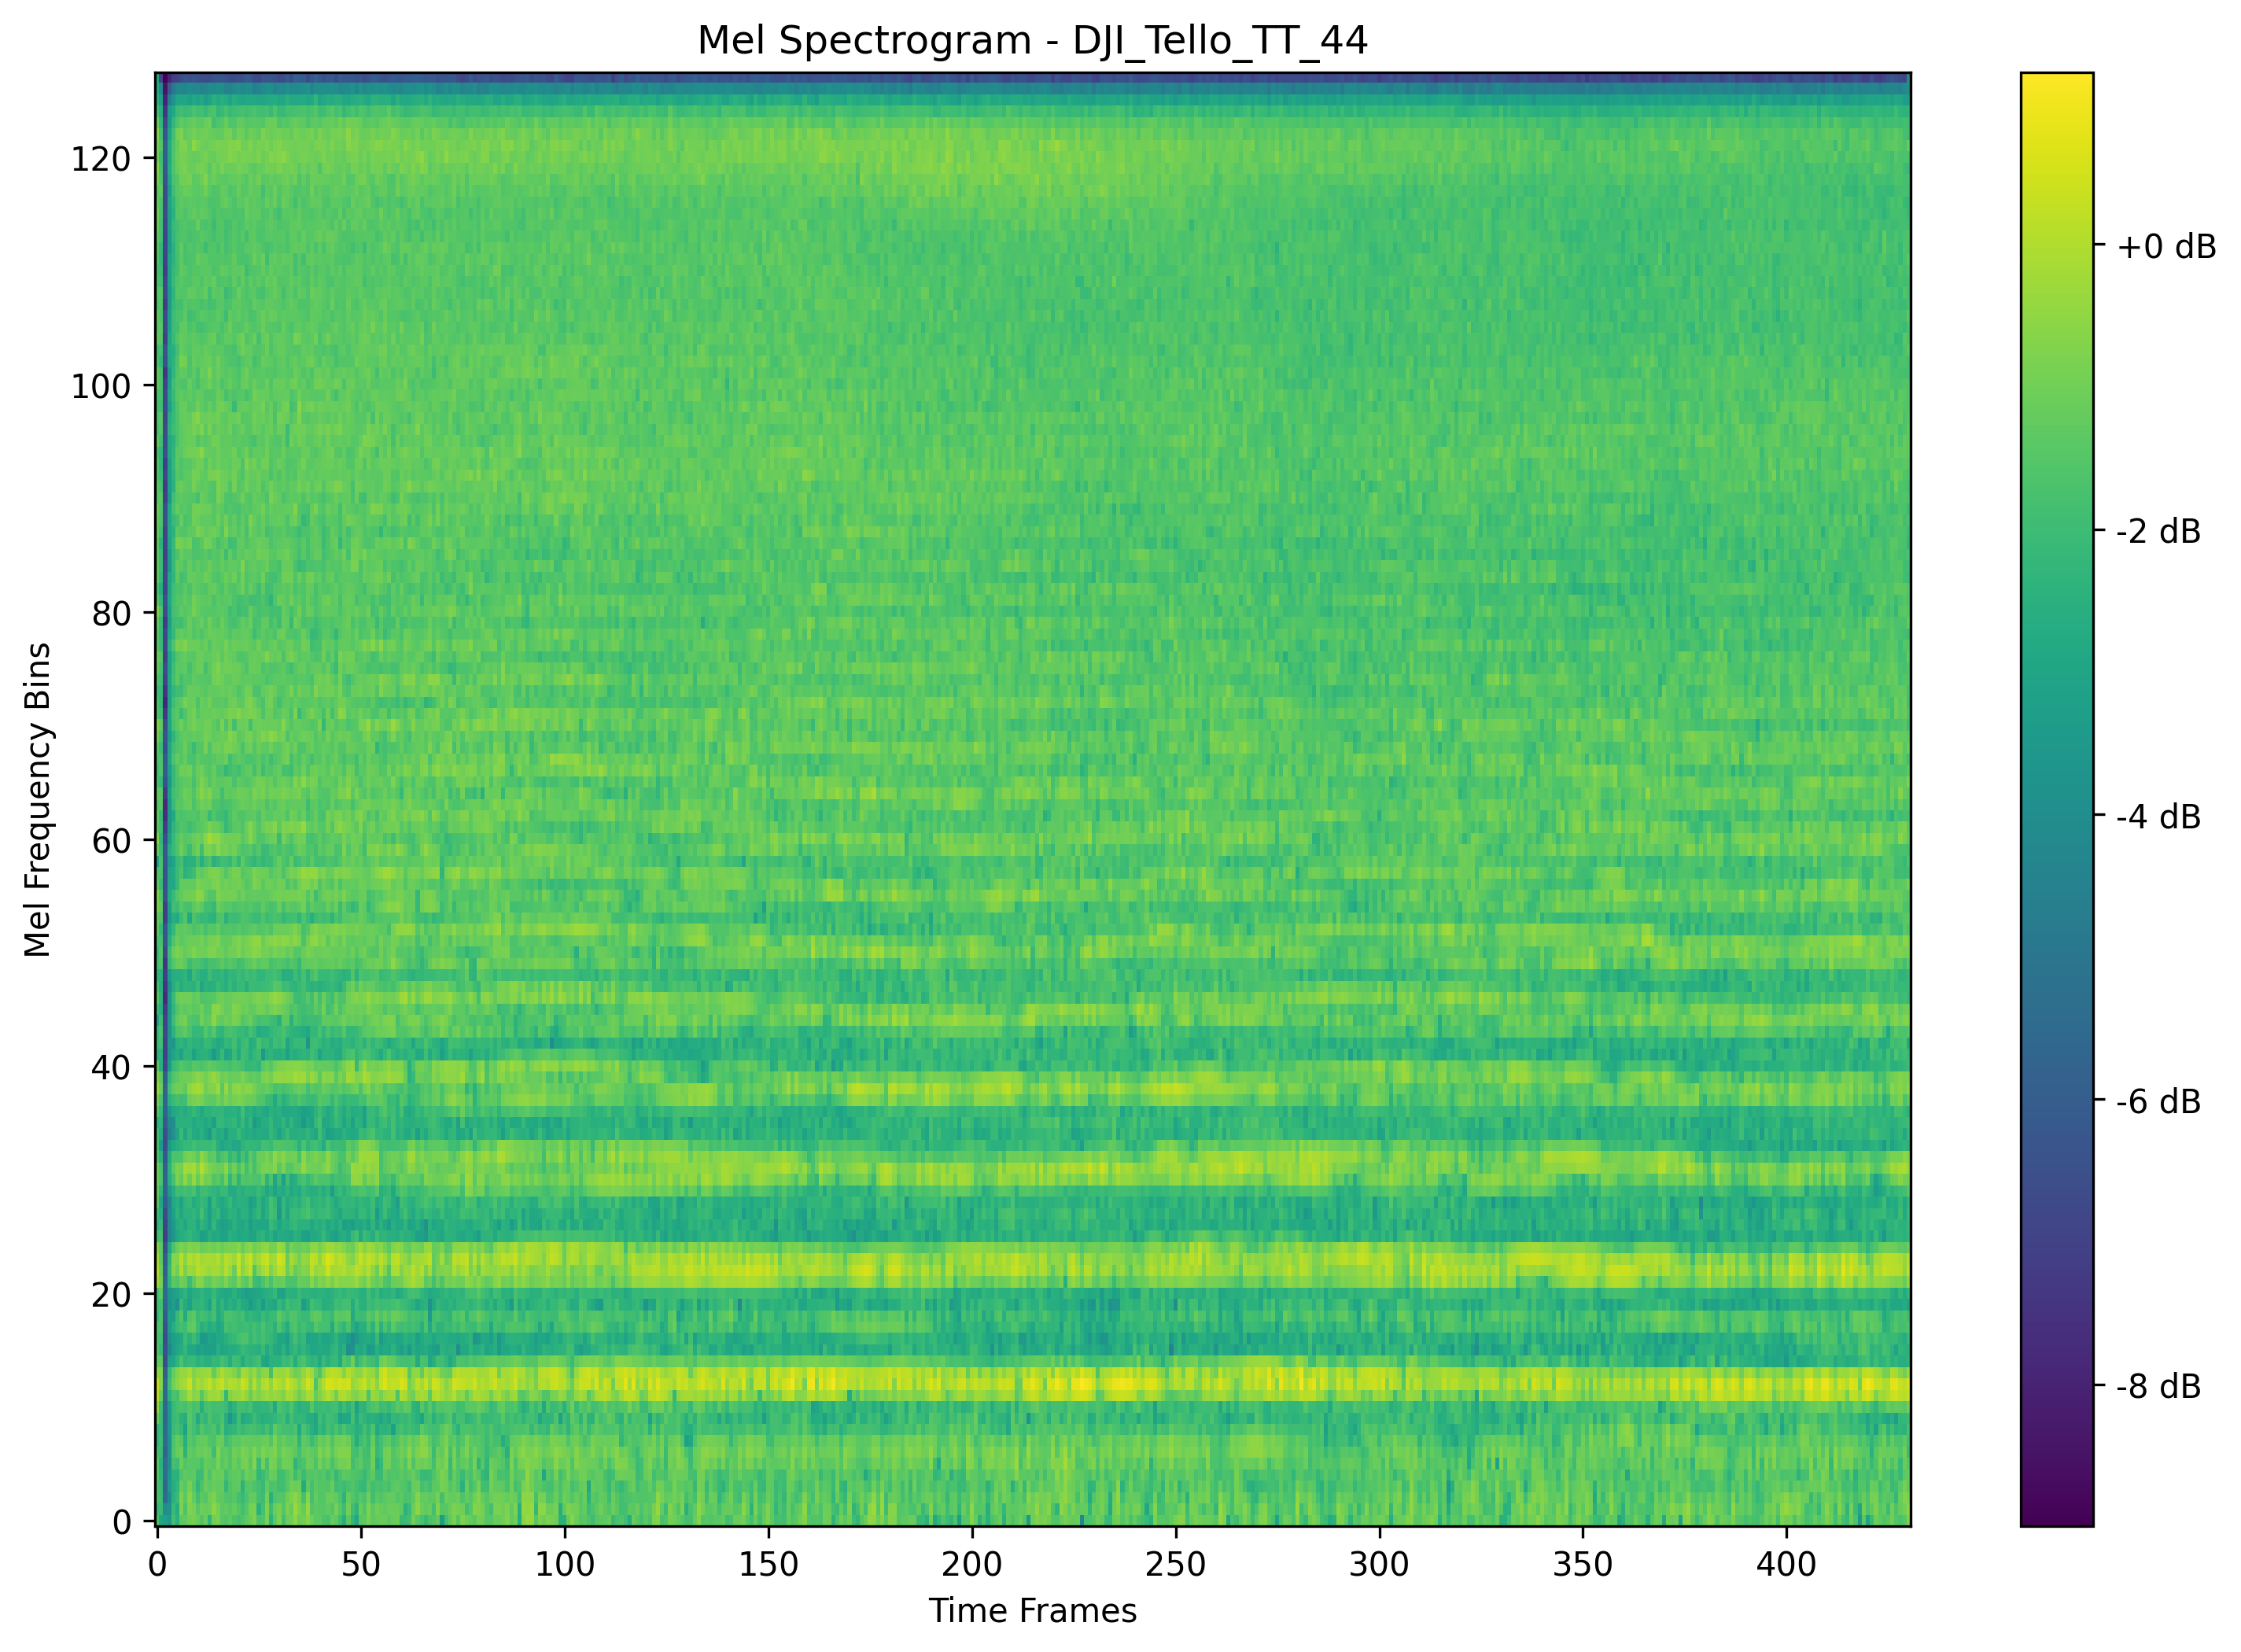 Mel Spectrogram - DJI_Tello_TT_44
Mel Frequency Bins
120
100
80
60
40
20
0
0 50 100 150 200 250 300 350 400
Time Frames
+0 dB
-2 dB
-4 dB
-6 dB
-8 dB